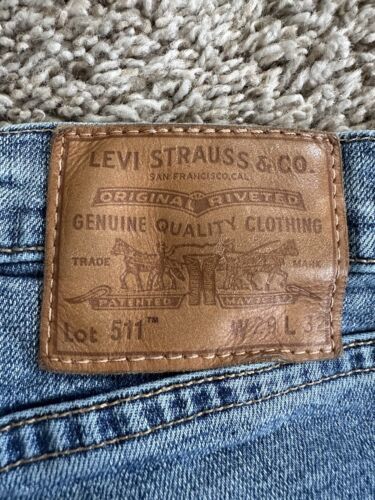 LEVI STRAUSS & CO.
SAN FRANCISCO, CAL.
ORIGINAL RIVETED
GENUINE QUALITY CLOTHING
TRADE MARK
PATENTED
Lot 511™ L 32